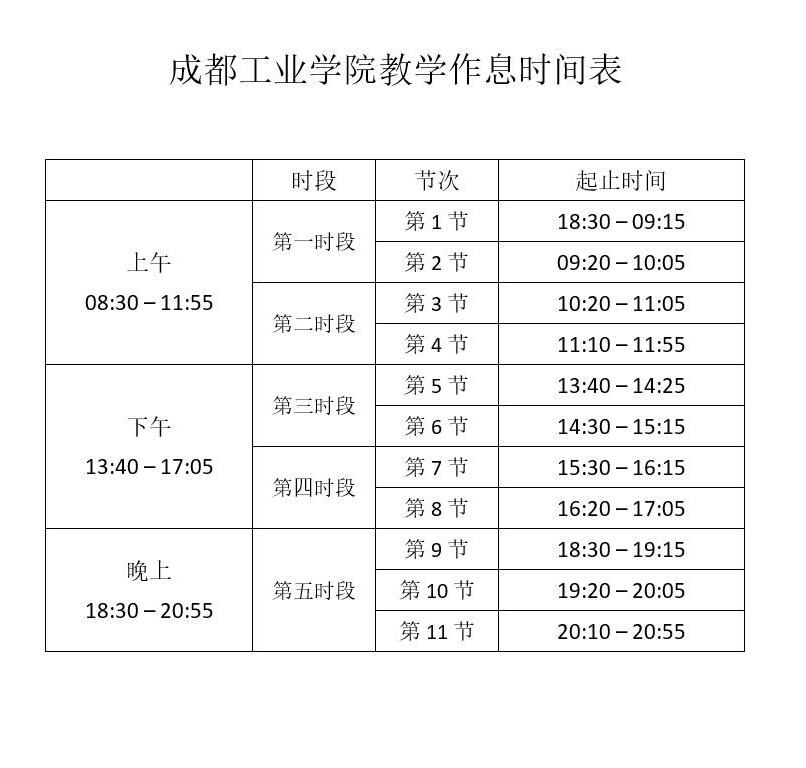 成都工业学院教学作息时间表
时段 节次 起止时间
上午
08:30 – 11:55
第一时段
第 1 节 18:30 – 09:15
第 2 节 09:20 – 10:05
第二时段
第 3 节 10:20 – 11:05
第 4 节 11:10 – 11:55
下午
13:40 – 17:05
第三时段
第 5 节 13:40 – 14:25
第 6 节 14:30 – 15:15
第四时段
第 7 节 15:30 – 16:15
第 8 节 16:20 – 17:05
晚上
18:30 – 20:55
第五时段
第 9 节 18:30 – 19:15
第 10 节 19:20 – 20:05
第 11 节 20:10 – 20:55